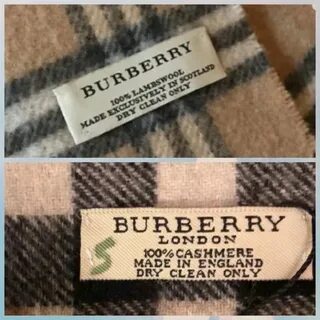 BURBERRY
100% LAMBSWOOL
MADE EXCLUSIVELY IN SCOTLAND
DRY CLEAN ONLY
S
BURBERRY
LONDON
100% CASHMERE
MADE IN ENGLAND
DRY CLEAN ONLY